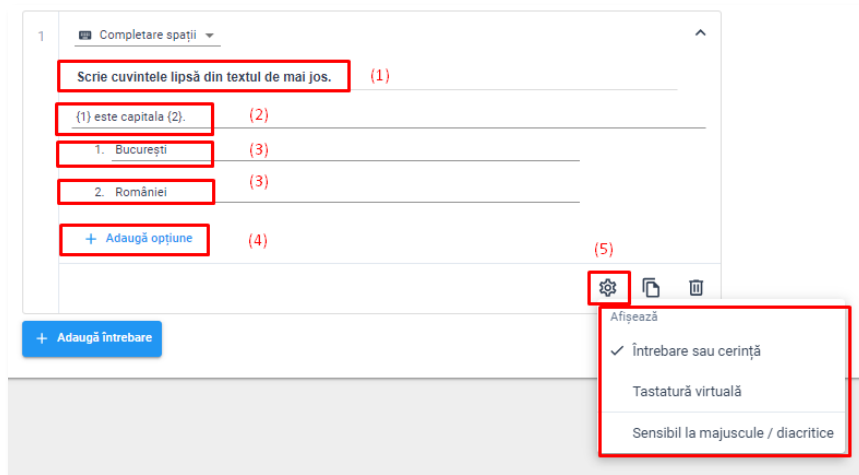 1 Completare spații
Scrie cuvintele lipsă din textul de mai jos. (1)
{1} este capitala {2}. (2)
1. București (3)
2. României (3)
+ Adaugă opțiune (4)
(5)
+ Adaugă întrebare
Afișează
✓ Întrebare sau cerință
Tastatură virtuală
Sensibil la majuscule / diacritice